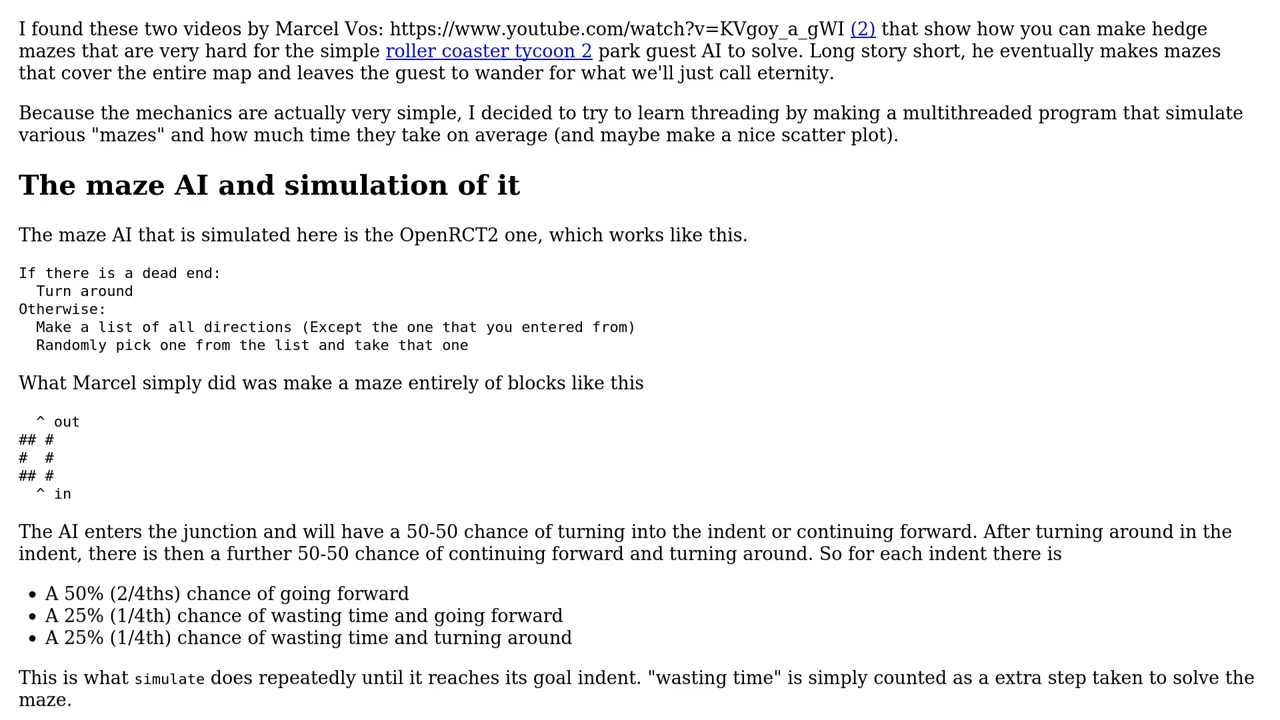 I found these two videos by Marcel Vos: https://www.youtube.com/watch?v=KVgoy_a_gWI (2) that show how you can make hedge
mazes that are very hard for the simple roller coaster tycoon 2 park guest AI to solve. Long story short, he eventually makes mazes
that cover the entire map and leaves the guest to wander for what we'll just call eternity.
Because the mechanics are actually very simple, I decided to try to learn threading by making a multithreaded program that simulate
various "mazes" and how much time they take on average (and maybe make a nice scatter plot).
The maze AI and simulation of it
The maze AI that is simulated here is the OpenRCT2 one, which works like this.
If there is a dead end:
  Turn around
Otherwise:
  Make a list of all directions (Except the one that you entered from)
  Randomly pick one from the list and take that one
What Marcel simply did was make a maze entirely of blocks like this
  ^ out
## #
#  #
## #
  ^ in
The AI enters the junction and will have a 50-50 chance of turning into the indent or continuing forward. After turning around in the
indent, there is then a further 50-50 chance of continuing forward and turning around. So for each indent there is
• A 50% (2/4ths) chance of going forward
• A 25% (1/4th) chance of wasting time and going forward
• A 25% (1/4th) chance of wasting time and turning around
This is what simulate does repeatedly until it reaches its goal indent. "wasting time" is simply counted as a extra step taken to solve the
maze.